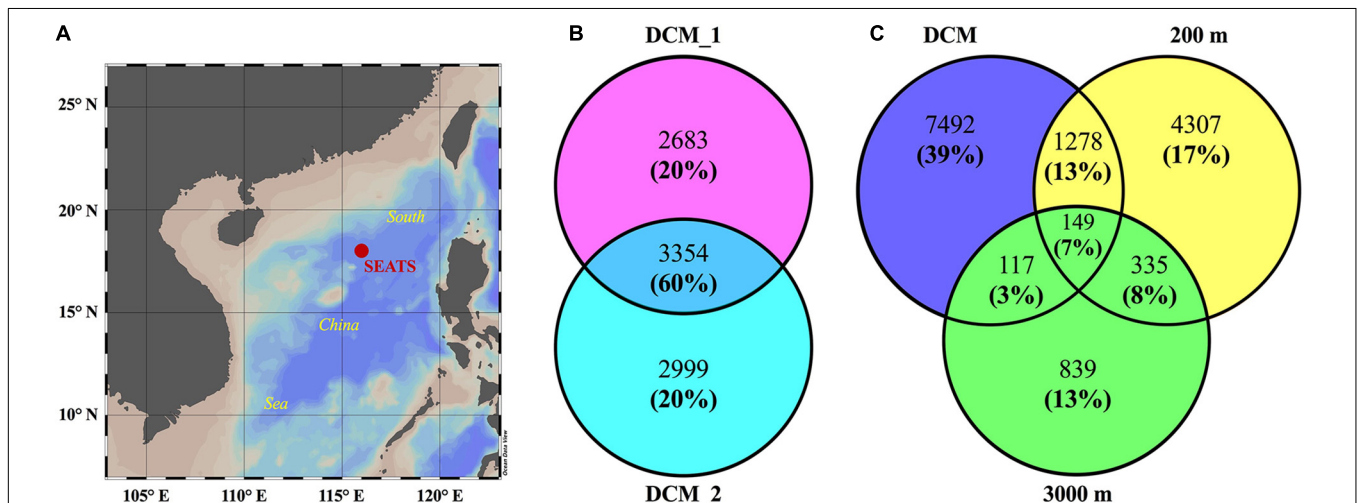 A
B
C
DCM_1
DCM
200 m
25° N
20° N
15° N
10° N
105° E
110° E
115° E
120° E
South
SEATS
China
Sea
Ocean Data View
2683
(20%)
3354
(60%)
2999
(20%)
DCM_2
7492
(39%)
1278
(13%)
4307
(17%)
149
(7%)
117
(3%)
335
(8%)
839
(13%)
3000 m